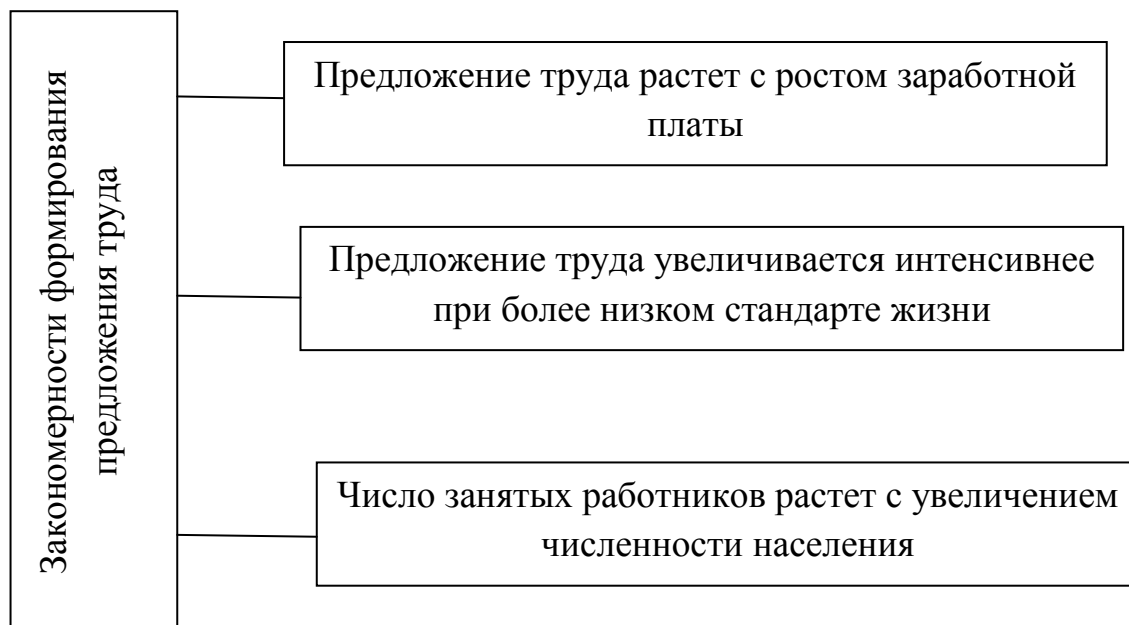 Закономерности формирования
предложения труда
Предложение труда растет с ростом заработной
платы
Предложение труда увеличивается интенсивнее
при более низком стандарте жизни
Число занятых работников растет с увеличением
численности населения